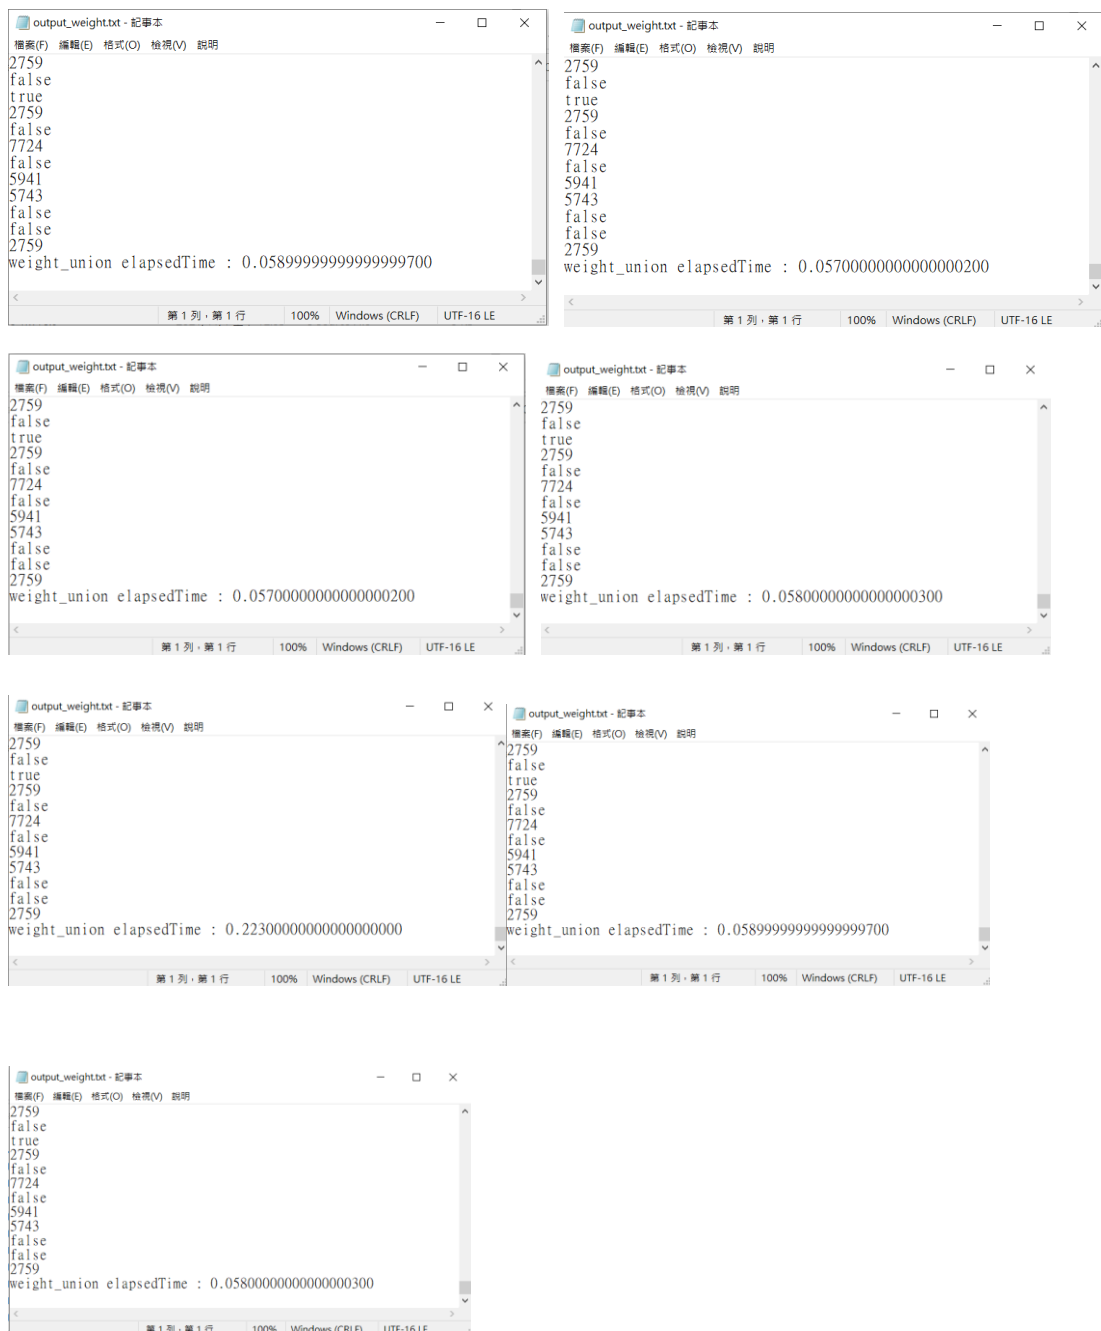 output_weight.txt - 記事本
檔案(F) 編輯(E) 格式(O) 檢視(V) 說明
2759
false
true
2759
false
7724
false
5941
5743
false
false
2759
weight_union elapsedTime : 0.05899999999999999700
第 1 列，第 1 行 100% Windows (CRLF) UTF-16 LE
output_weight.txt - 記事本
檔案(F) 編輯(E) 格式(O) 檢視(V) 說明
2759
false
true
2759
false
7724
false
5941
5743
false
false
2759
weight_union elapsedTime : 0.05700000000000000200
第 1 列，第 1 行 100% Windows (CRLF) UTF-16 LE
output_weight.txt - 記事本
檔案(F) 編輯(E) 格式(O) 檢視(V) 說明
2759
false
true
2759
false
7724
false
5941
5743
false
false
2759
weight_union elapsedTime : 0.05700000000000000200
第 1 列，第 1 行 100% Windows (CRLF) UTF-16 LE
output_weight.txt - 記事本
檔案(F) 編輯(E) 格式(O) 檢視(V) 說明
2759
false
true
2759
false
7724
false
5941
5743
false
false
2759
weight_union elapsedTime : 0.05800000000000000300
第 1 列，第 1 行 100% Windows (CRLF) UTF-16 LE
output_weight.txt - 記事本
檔案(F) 編輯(E) 格式(O) 檢視(V) 說明
2759
false
true
2759
false
7724
false
5941
5743
false
false
2759
weight_union elapsedTime : 0.22300000000000000000
第 1 列，第 1 行 100% Windows (CRLF) UTF-16 LE
output_weight.txt - 記事本
檔案(F) 編輯(E) 格式(O) 檢視(V) 說明
2759
false
true
2759
false
7724
false
5941
5743
false
false
2759
weight_union elapsedTime : 0.05899999999999999700
第 1 列，第 1 行 100% Windows (CRLF) UTF-16 LE
output_weight.txt - 記事本
檔案(F) 編輯(E) 格式(O) 檢視(V) 說明
2759
false
true
2759
false
7724
false
5941
5743
false
false
2759
weight_union elapsedTime : 0.05800000000000000300
第 1 列，第 1 行 100% Windows (CRLF) UTF-16 LE